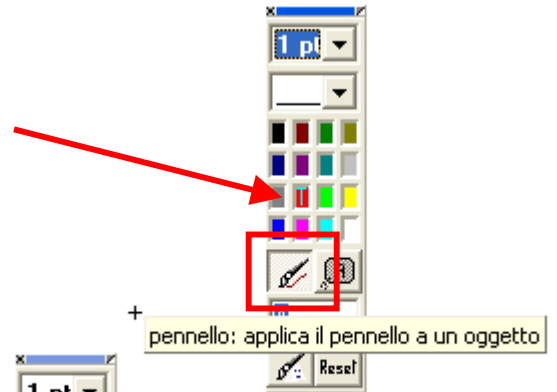 1 pt
T
A
pennello: applica il pennello a un oggetto
Reset
1 pt